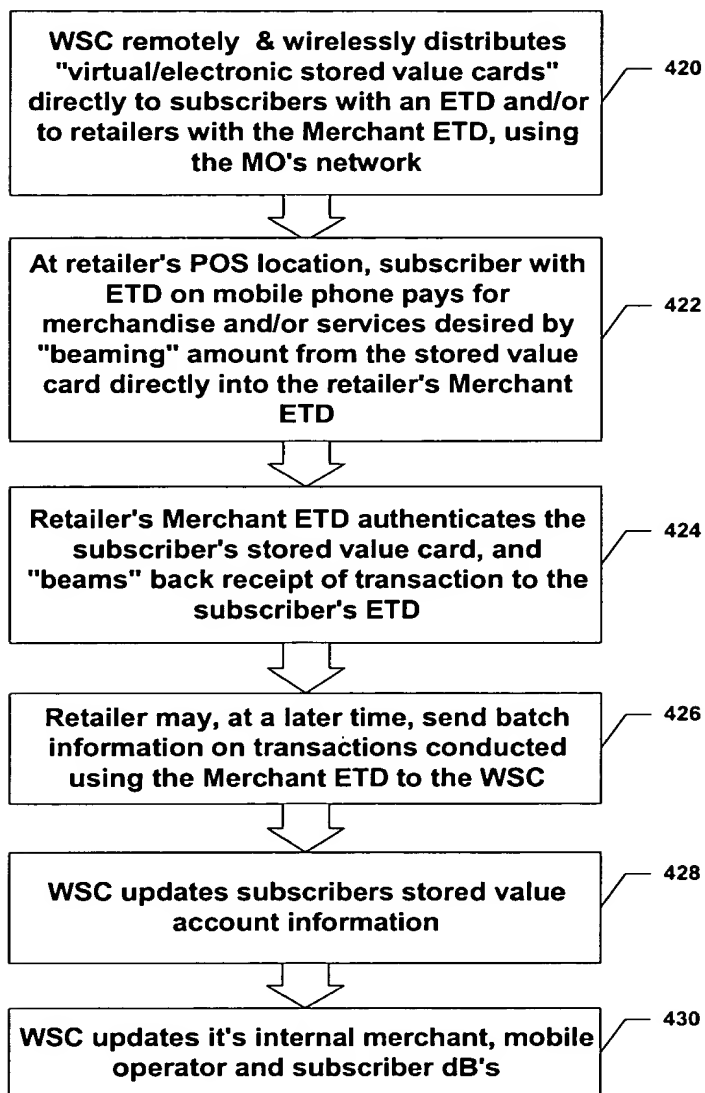 WSC remotely & wirelessly distributes
"virtual/electronic stored value cards"
directly to subscribers with an ETD and/or
to retailers with the Merchant ETD, using
the MO's network
420
At retailer's POS location, subscriber with
ETD on mobile phone pays for
merchandise and/or services desired by
"beaming" amount from the stored value
card directly into the retailer's Merchant
ETD
422
Retailer's Merchant ETD authenticates the
subscriber's stored value card, and
"beams" back receipt of transaction to the
subscriber's ETD
424
Retailer may, at a later time, send batch
information on transactions conducted
using the Merchant ETD to the WSC
426
WSC updates subscribers stored value
account information
428
WSC updates it's internal merchant, mobile
operator and subscriber dB's
430